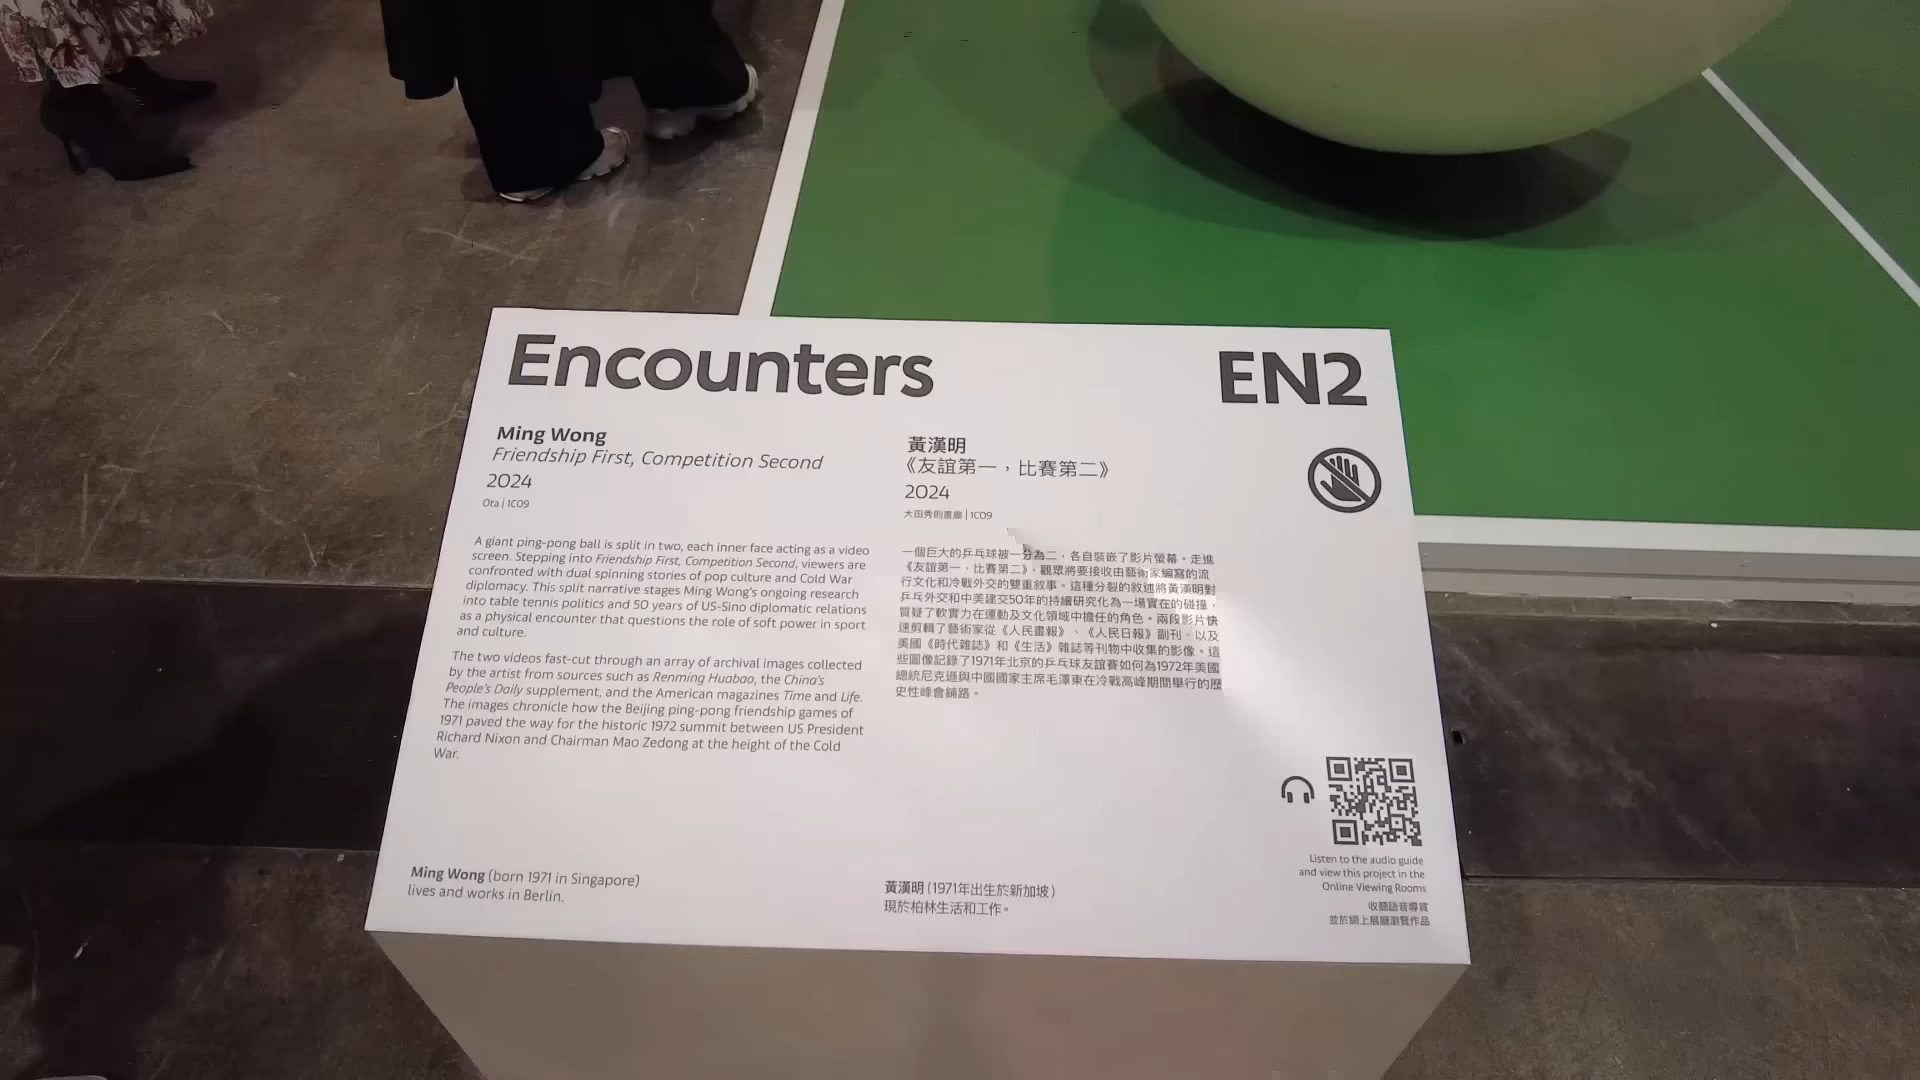 Encounters
EN2
Ming Wong
Friendship First, Competition Second
2024
Ota | 1C09
A giant ping-pong ball is split in two, each inner face acting as a video
screen. Stepping into Friendship First, Competition Second, viewers are
confronted with dual spinning stories of pop culture and Cold War
diplomacy. This split narrative stages Ming Wong's ongoing research
into table tennis politics and 50 years of US-Sino diplomatic relations
as a physical encounter that questions the role of soft power in sport
and culture.
The two videos fast-cut through an array of archival images collected
by the artist from sources such as Renming Huabao, the China's
People's Daily supplement, and the American magazines Time and Life.
The images chronicle how the Beijing ping-pong friendship games of
1971 paved the way for the historic 1972 summit between US President
Richard Nixon and Chairman Mao Zedong at the height of the Cold
War.
Ming Wong (born 1971 in Singapore)
lives and works in Berlin.
黃漢明
《友誼第一，比賽第二》
2024
大田秀則畫廊 | 1C09
一個巨大的乒乓球被一分為二，各自裝嵌了影片螢幕。走進
《友誼第一，比賽第二》，觀眾將要接收由藝術家編寫的流
行文化和冷戰外交的雙重敘事。這種分裂的敘述將黃漢明對
乒乓外交和中美建交50年的持續研究化為一場實在的碰撞，
質疑了軟實力在運動及文化領域中擔任的角色。兩段影片快
速剪輯了藝術家從《人民畫報》、《人民日報》副刊、以及
美國《時代雜誌》和《生活》雜誌等刊物中收集的影像。這
些圖像記錄了1971年北京的乒乓球友誼賽如何為1972年美國
總統尼克遜與中國國家主席毛澤東在冷戰高峰期間舉行的歷
史性峰會鋪路。
黃漢明 (1971年出生於新加坡)
現於柏林生活和工作。
Listen to the audio guide
and view this project in the
Online Viewing Rooms
收聽語音導賞
並於網上展廳瀏覽作品